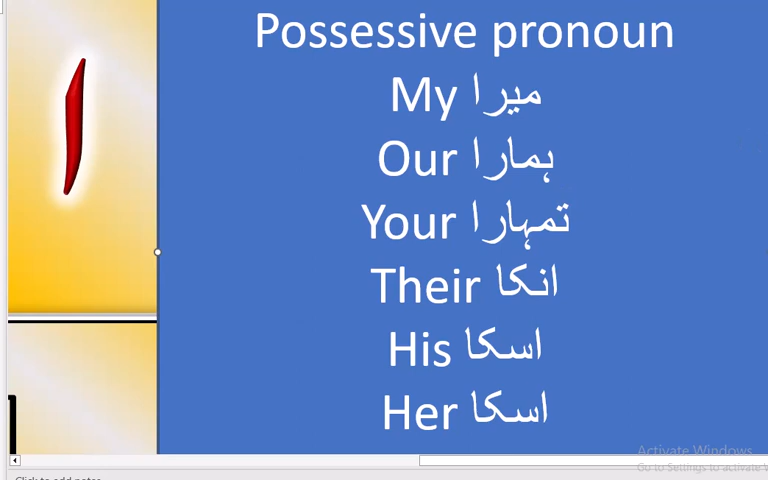 ا
Possessive pronoun
My میرا
Our ہمارا
Your تمہارا
Their انکا
His اسکا
Her اسکا
Activate Windows
Go to Settings to activate
Click to add notes